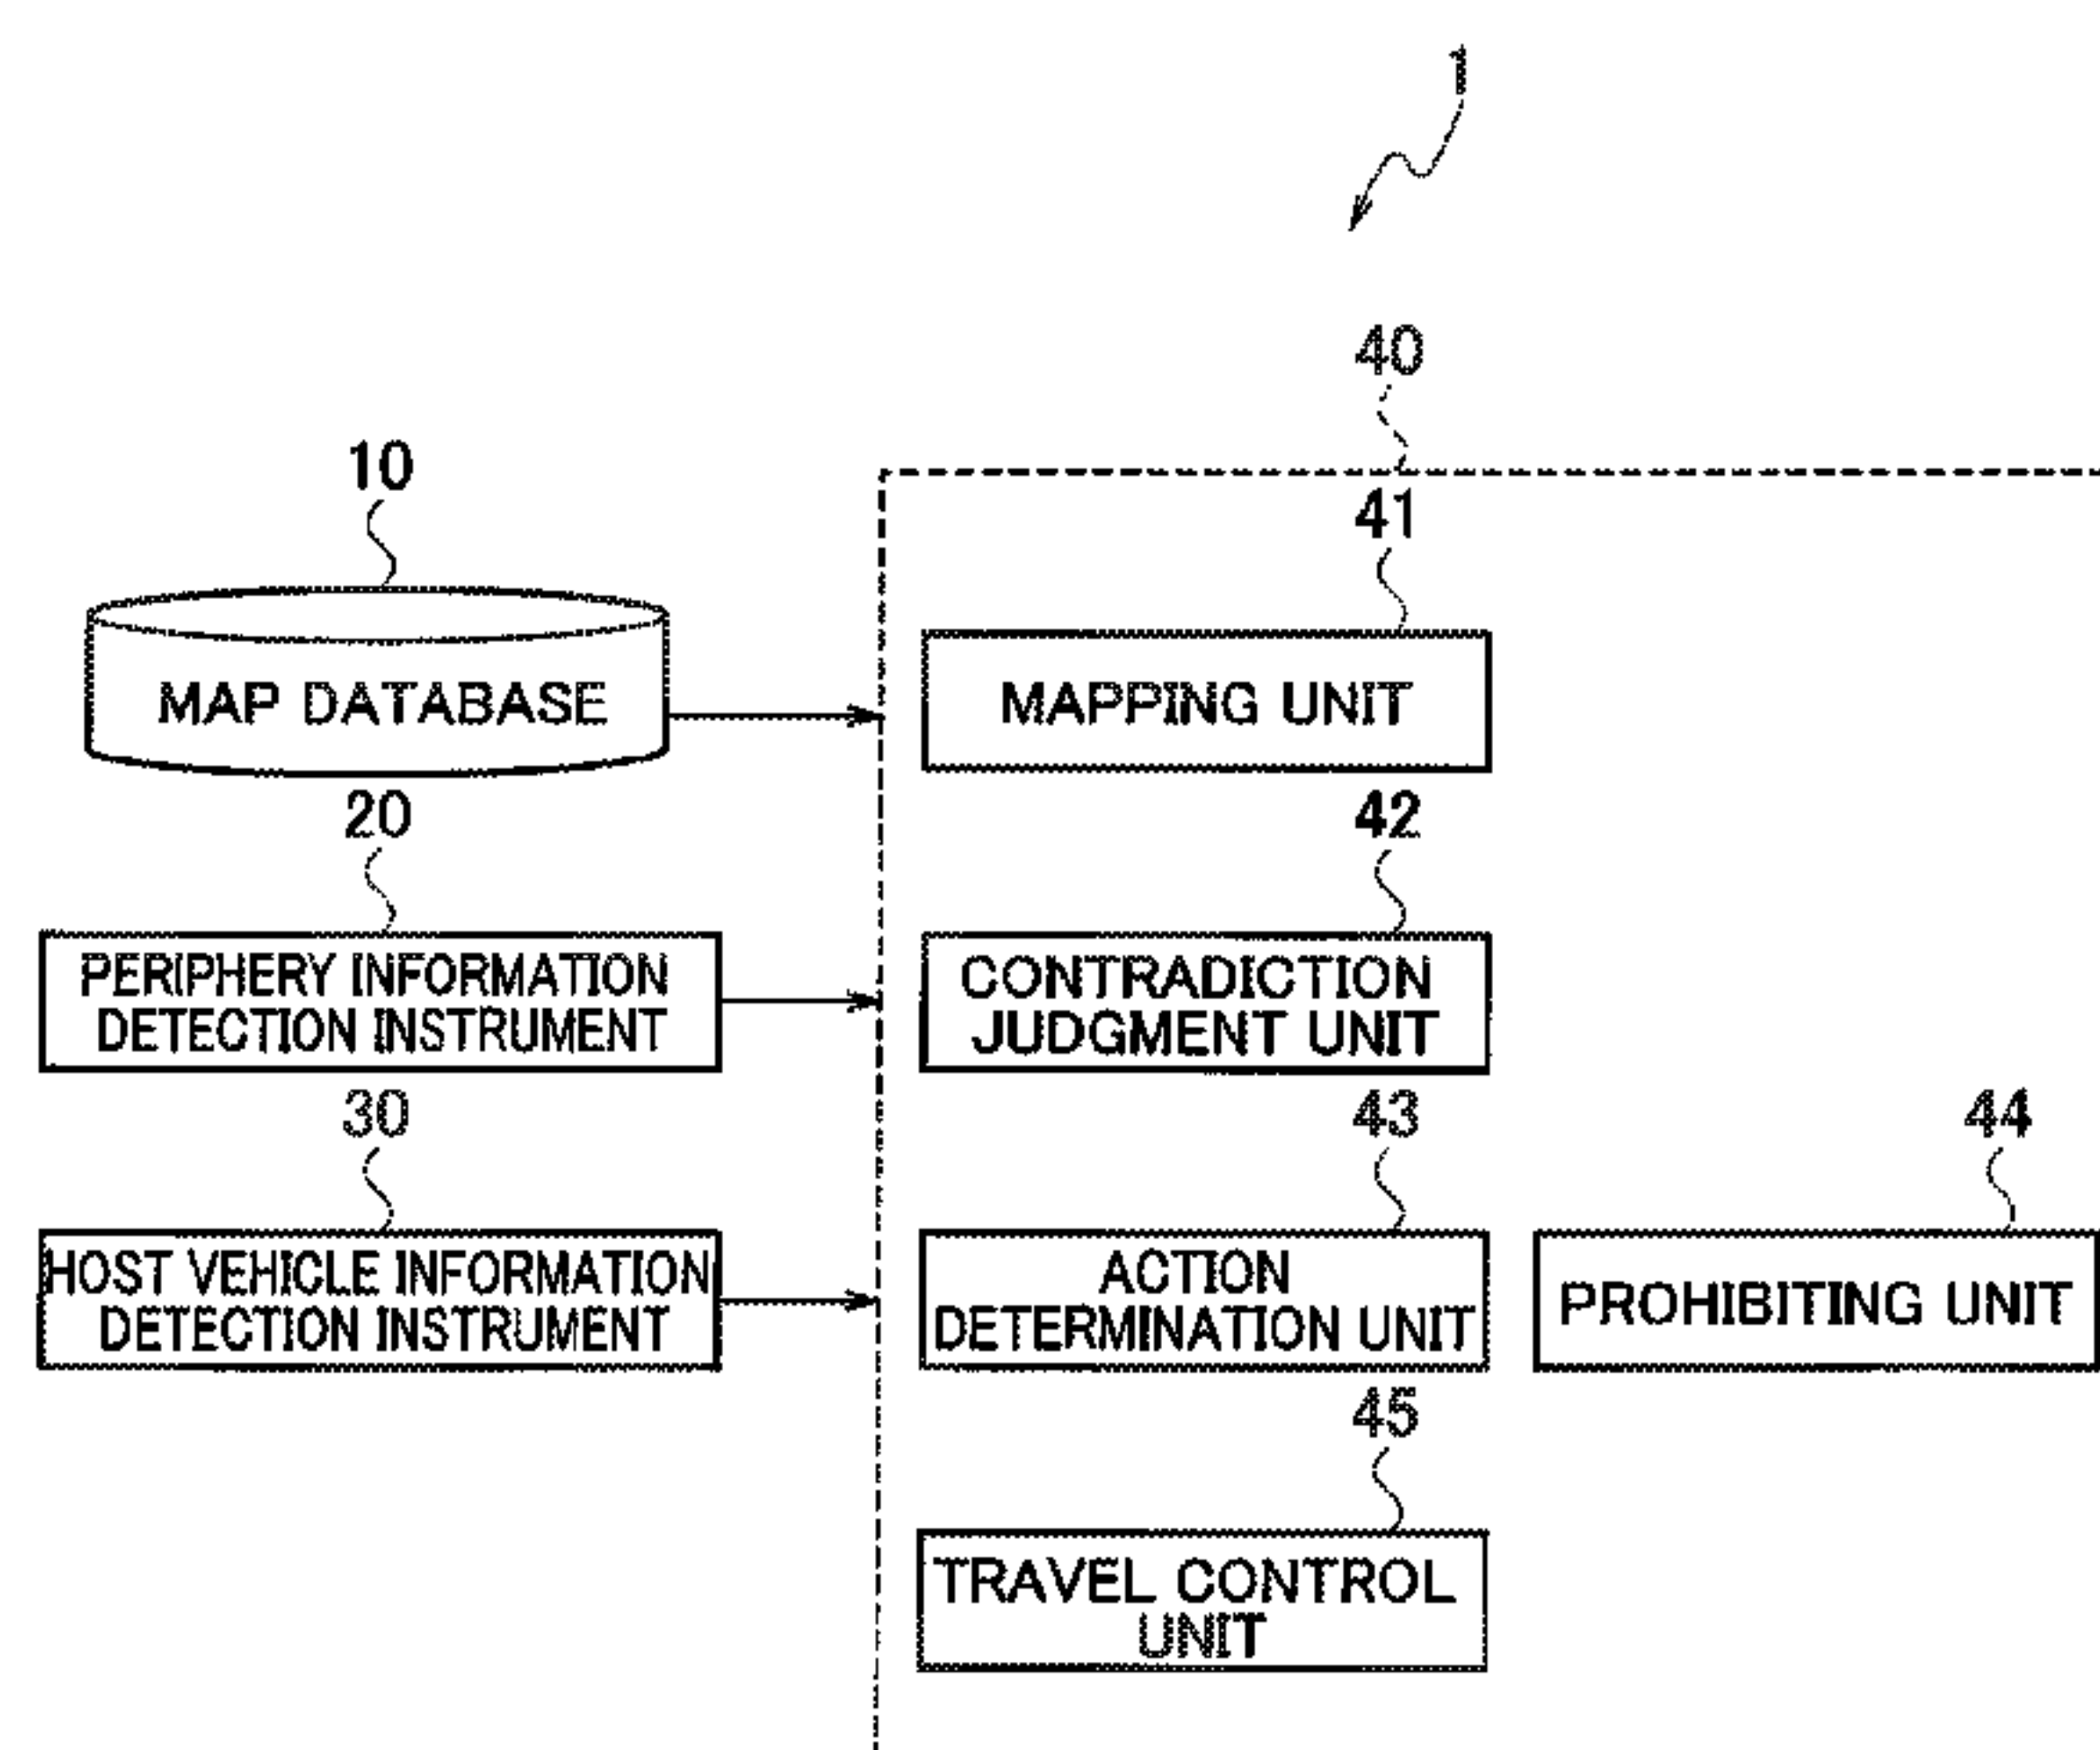 1
40
10
41
MAP DATABASE
MAPPING UNIT
20
42
PERIPHERY INFORMATION
DETECTION INSTRUMENT
CONTRADICTION
JUDGMENT UNIT
30
43
44
HOST VEHICLE INFORMATION
DETECTION INSTRUMENT
ACTION
DETERMINATION UNIT
PROHIBITING UNIT
45
TRAVEL CONTROL
UNIT